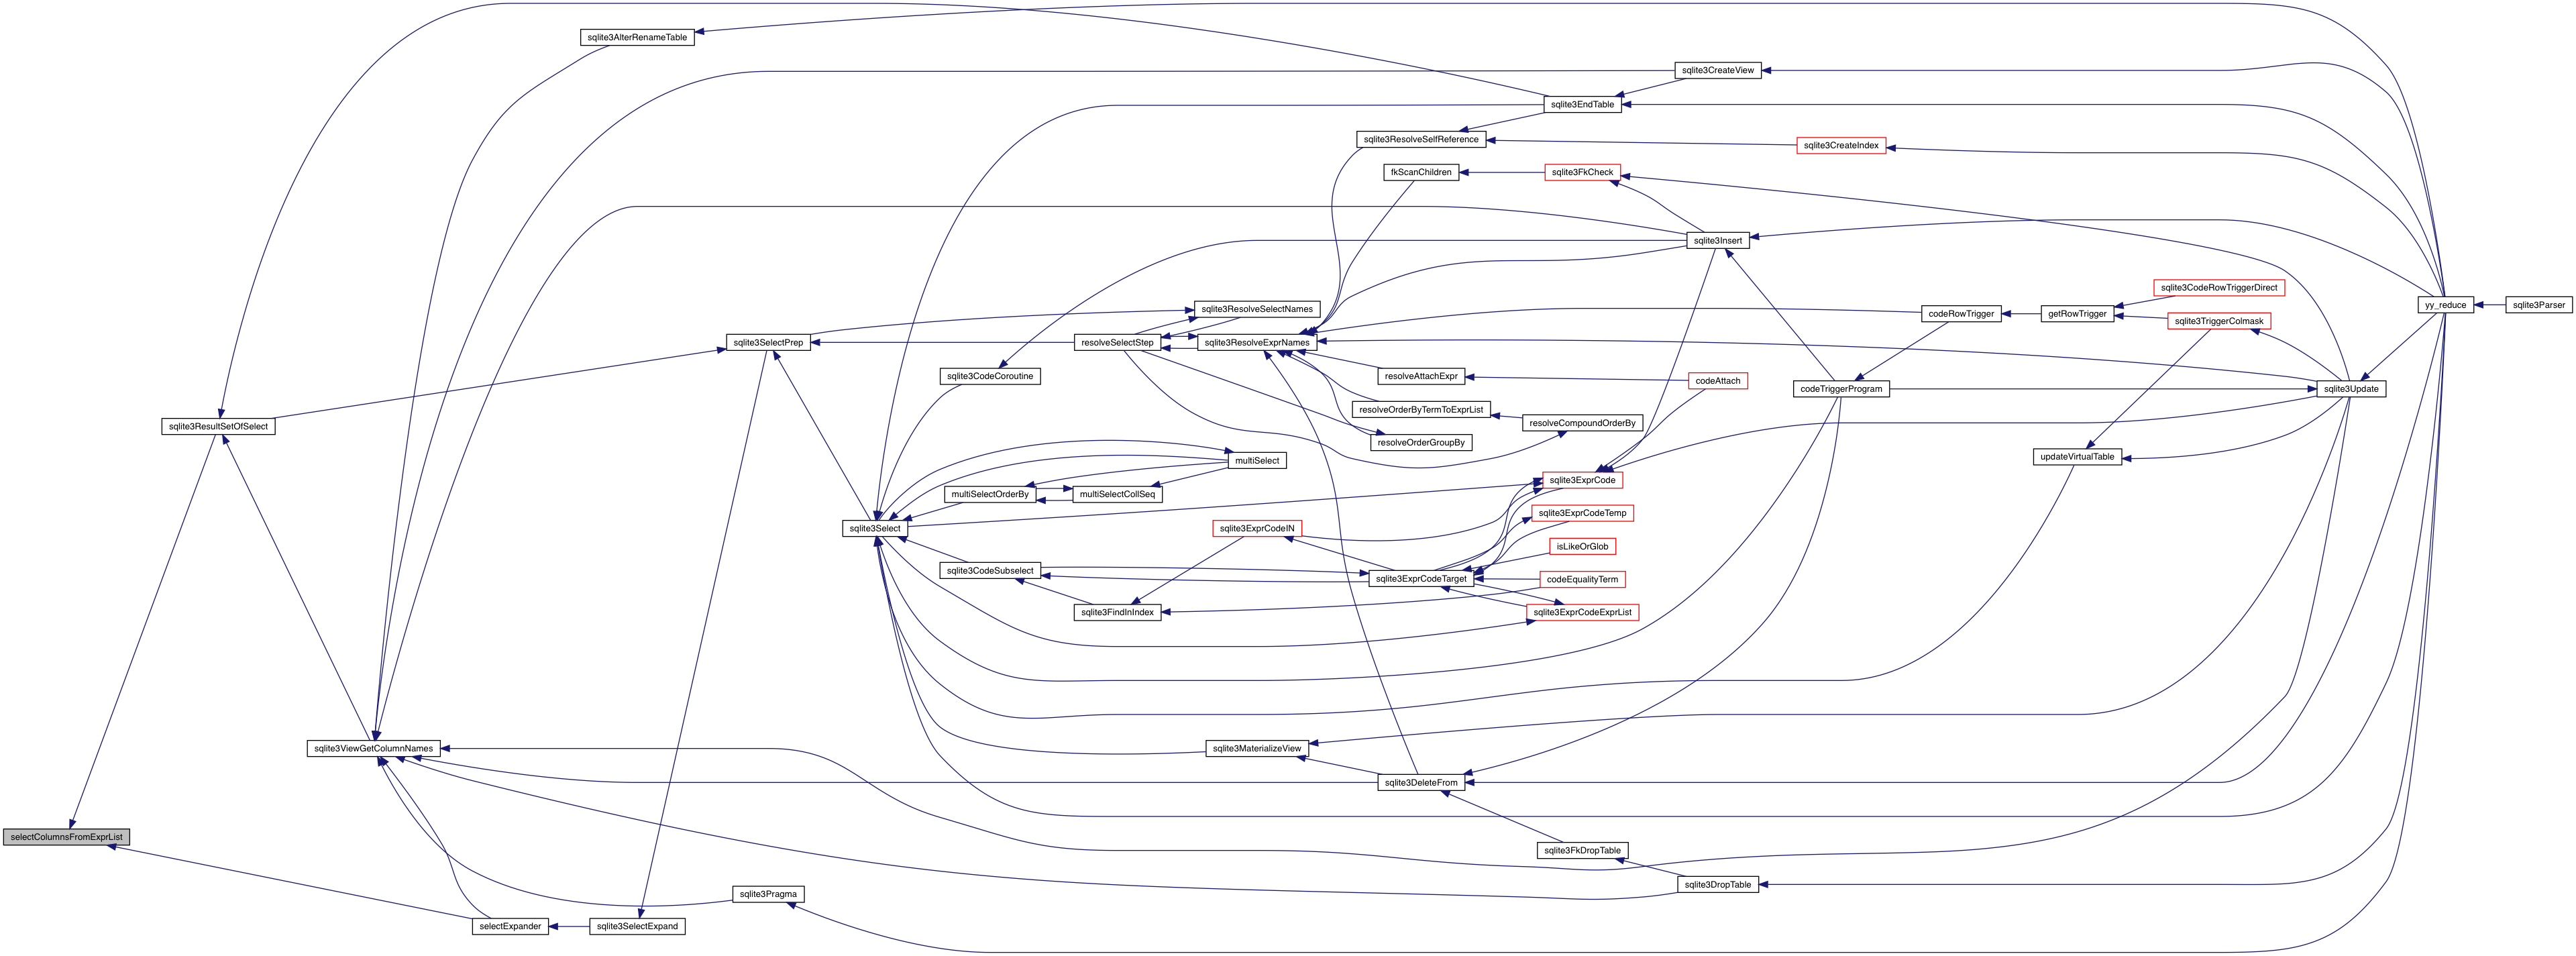 sqlite3AlterRenameTable
sqlite3CreateView
sqlite3EndTable
sqlite3ResolveSelfReference
sqlite3CreateIndex
fkScanChildren
sqlite3FkCheck
sqlite3Insert
sqlite3CodeRowTriggerDirect
sqlite3ResolveSelectNames
yy_reduce
sqlite3Parser
codeRowTrigger
getRowTrigger
sqlite3TriggerColmask
sqlite3SelectPrep
resolveSelectStep
sqlite3ResolveExprNames
sqlite3CodeCoroutine
resolveAttachExpr
codeAttach
codeTriggerProgram
sqlite3Update
resolveOrderByTermToExprList
resolveCompoundOrderBy
sqlite3ResultSetOfSelect
resolveOrderGroupBy
updateVirtualTable
multiSelect
sqlite3ExprCode
multiSelectOrderBy
multiSelectCollSeq
sqlite3ExprCodeTemp
sqlite3Select
sqlite3ExprCodeIN
isLikeOrGlob
sqlite3CodeSubselect
sqlite3ExprCodeTarget
codeEqualityTerm
sqlite3FindInIndex
sqlite3ExprCodeExprList
sqlite3ViewGetColumnNames
sqlite3MaterializeView
sqlite3DeleteFrom
selectColumnsFromExprList
sqlite3FkDropTable
sqlite3DropTable
sqlite3Pragma
selectExpander
sqlite3SelectExpand